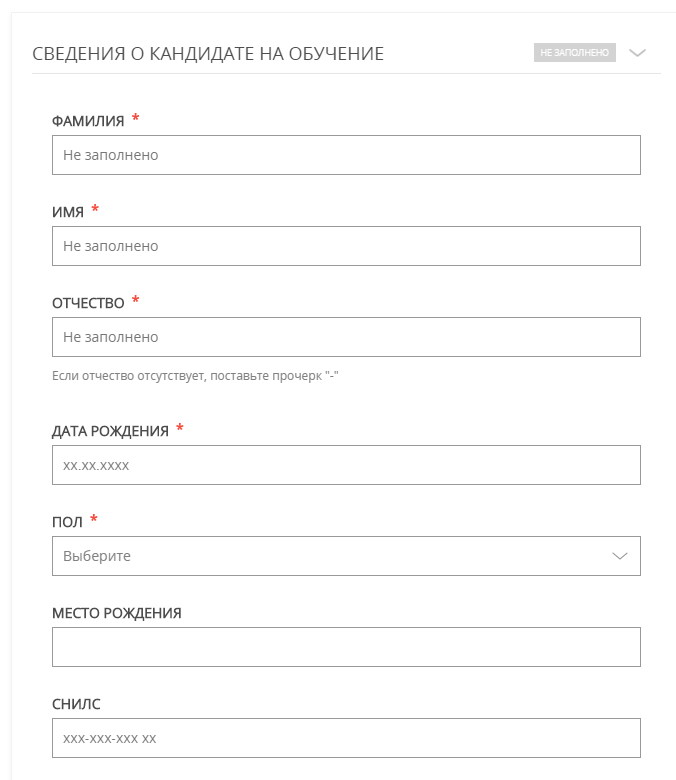 СВЕДЕНИЯ О КАНДИДАТЕ НА ОБУЧЕНИЕ НЕ ЗАПОЛНЕНО
ФАМИЛИЯ *
Не заполнено
ИМЯ *
Не заполнено
ОТЧЕСТВО *
Не заполнено
Если отчество отсутствует, поставьте прочерк "-"
ДАТА РОЖДЕНИЯ *
xx.xx.xxxx
ПОЛ *
Выберите
МЕСТО РОЖДЕНИЯ
СНИЛС
xxx-xxx-xxx xx